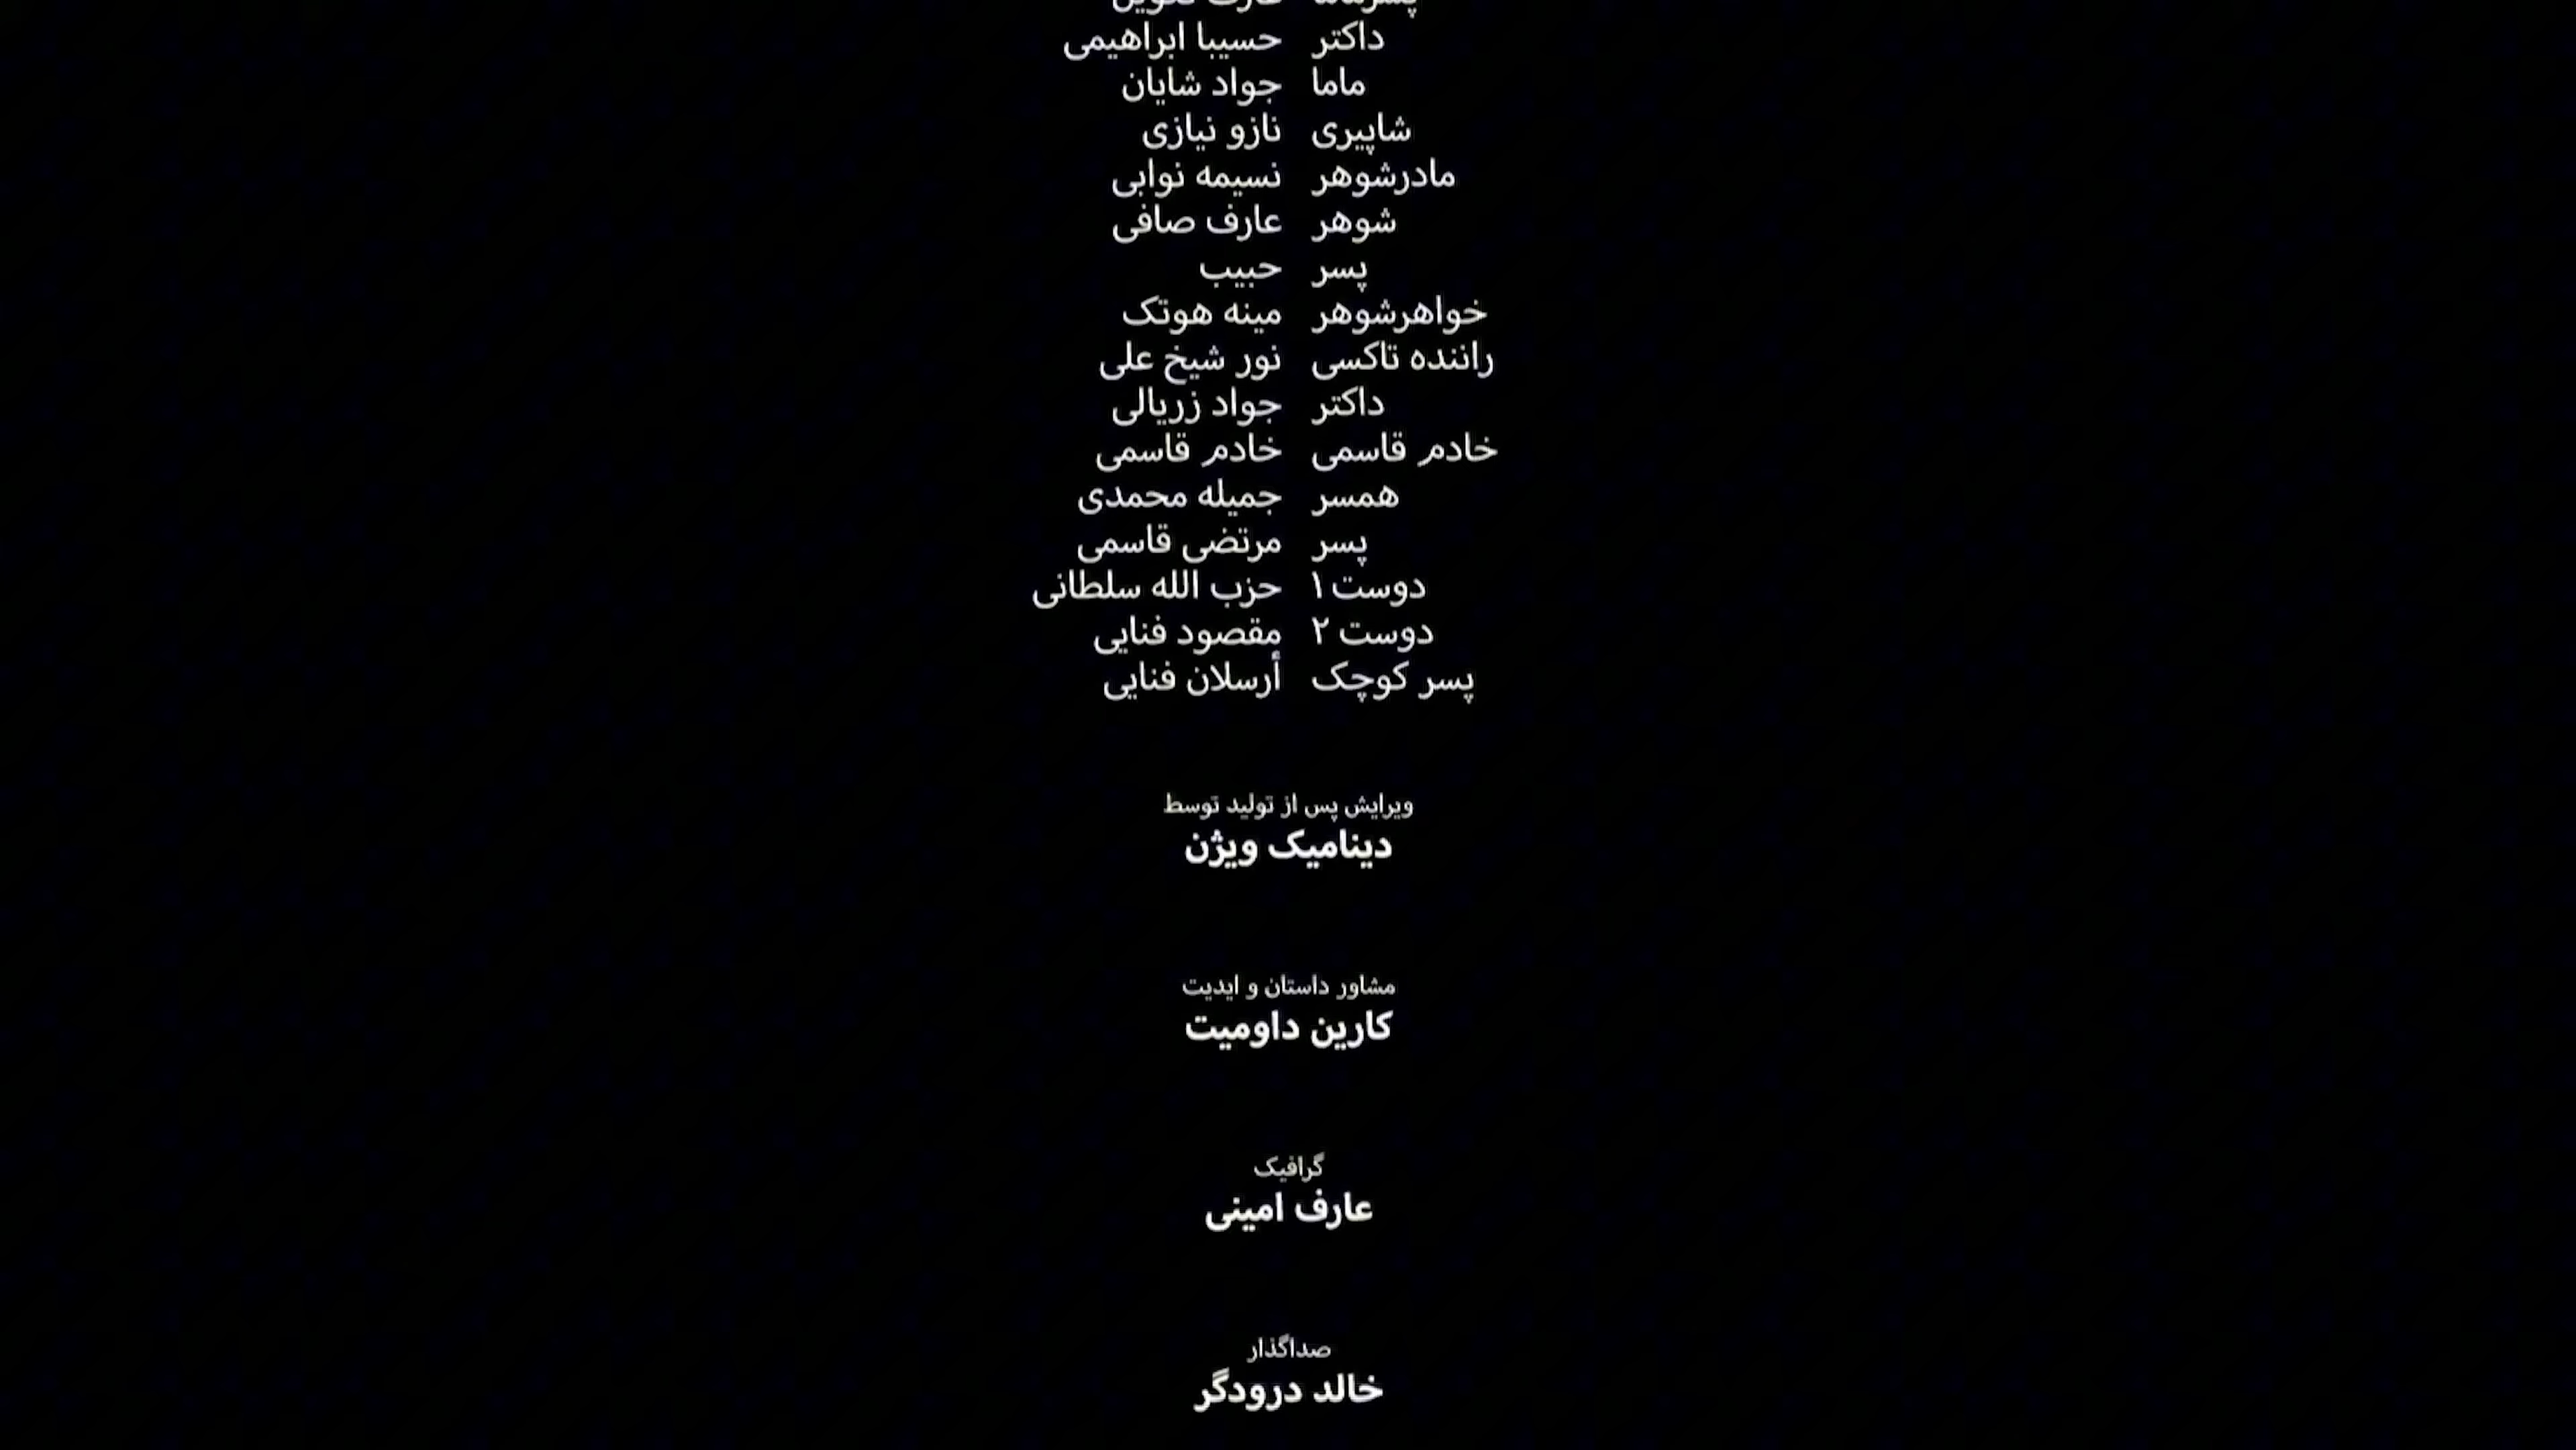 داکتر حسیبا ابراهیمی
ماما جواد شایان
شاپیری نازو نیازی
مادرشوهر نسیمه نوابی
شوهر عارف صافی
پسر حبیب
خواهرشوهر مینه هوتک
راننده تاکسی نور شیخ علی
داکتر جواد زریالی
خادم قاسمی خادم قاسمی
همسر جمیله محمدی
پسر مرتضی قاسمی
دوست۱ حزب الله سلطانی
دوست ۲ مقصود فنایی
پسر کوچک أرسلان فنایی
ویرایش پس از تولید توسط
دینامیک ویژن
مشاور داستان و ایدیت
کارین داومیت
گرافیک
عارف امینی
صداگذار
خالد درودگر